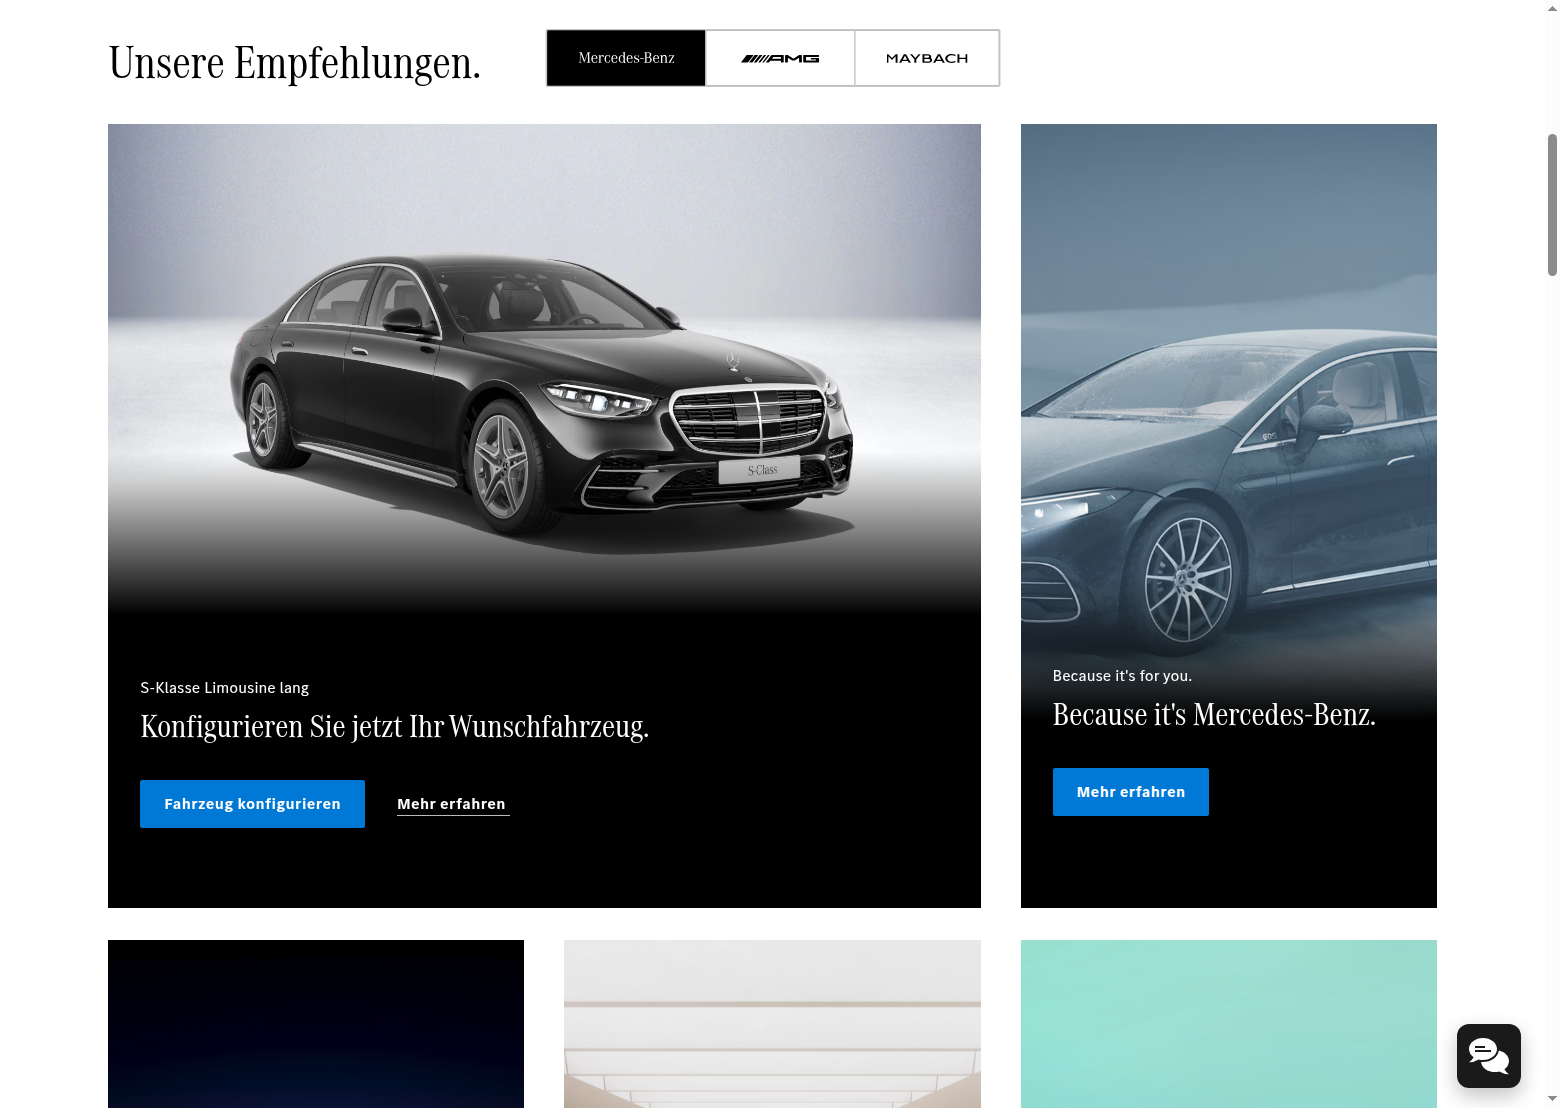 Unsere Empfehlungen.
Mercedes-Benz
AMG
MAYBACH
S-Class
EQS
S-Klasse Limousine lang
Konfigurieren Sie jetzt Ihr Wunschfahrzeug.
Fahrzeug konfigurieren
Mehr erfahren
Because it's for you.
Because it's Mercedes-Benz.
Mehr erfahren